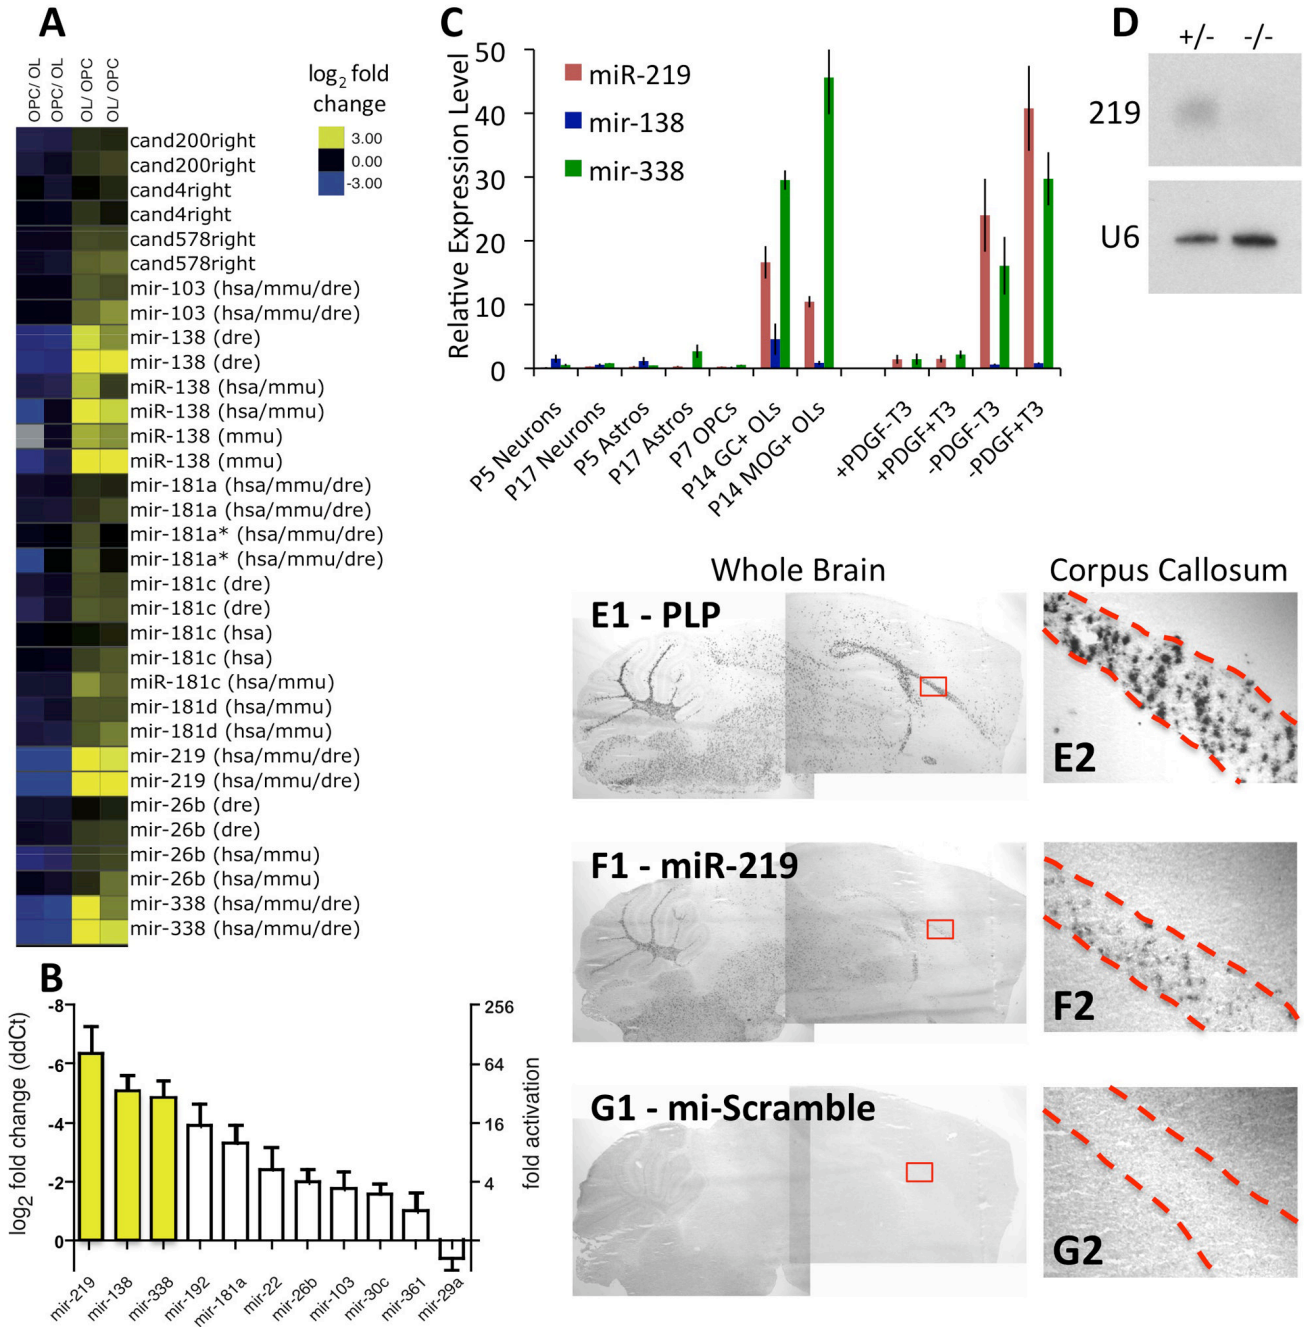 A
OPC/ OL
OPC/ OL
OL/ OPC
OL/ OPC
log2 fold
change
3.00
0.00
-3.00
cand200right
cand200right
cand4right
cand4right
cand578right
cand578right
mir-103 (hsa/mmu/dre)
mir-103 (hsa/mmu/dre)
mir-138 (dre)
mir-138 (dre)
miR-138 (hsa/mmu)
miR-138 (hsa/mmu)
miR-138 (mmu)
miR-138 (mmu)
mir-181a (hsa/mmu/dre)
mir-181a (hsa/mmu/dre)
mir-181a* (hsa/mmu/dre)
mir-181a* (hsa/mmu/dre)
mir-181c (dre)
mir-181c (dre)
mir-181c (hsa)
mir-181c (hsa)
miR-181c (hsa/mmu)
mir-181d (hsa/mmu)
mir-181d (hsa/mmu)
mir-219 (hsa/mmu/dre)
mir-219 (hsa/mmu/dre)
mir-26b (dre)
mir-26b (dre)
mir-26b (hsa/mmu)
mir-26b (hsa/mmu)
mir-338 (hsa/mmu/dre)
mir-338 (hsa/mmu/dre)
B
log2 fold change (ddCt)
-8
-6
-4
-2
0
256
64
16
4
fold activation
mir-219
mir-138
mir-338
mir-192
mir-181a
mir-22
mir-26b
mir-103
mir-30c
mir-361
mir-29a
C
Relative Expression Level
50
40
30
20
10
0
miR-219
mir-138
mir-338
P5 Neurons
P17 Neurons
P5 Astros
P17 Astros
P7 OPCs
P14 GC+ OLs
P14 MOG+ OLs
+PDGF-T3
+PDGF+T3
-PDGF-T3
-PDGF+T3
D
+/- -/-
219
U6
Whole Brain
Corpus Callosum
E1 - PLP
E2
F1 - miR-219
F2
G1 - mi-Scramble
G2